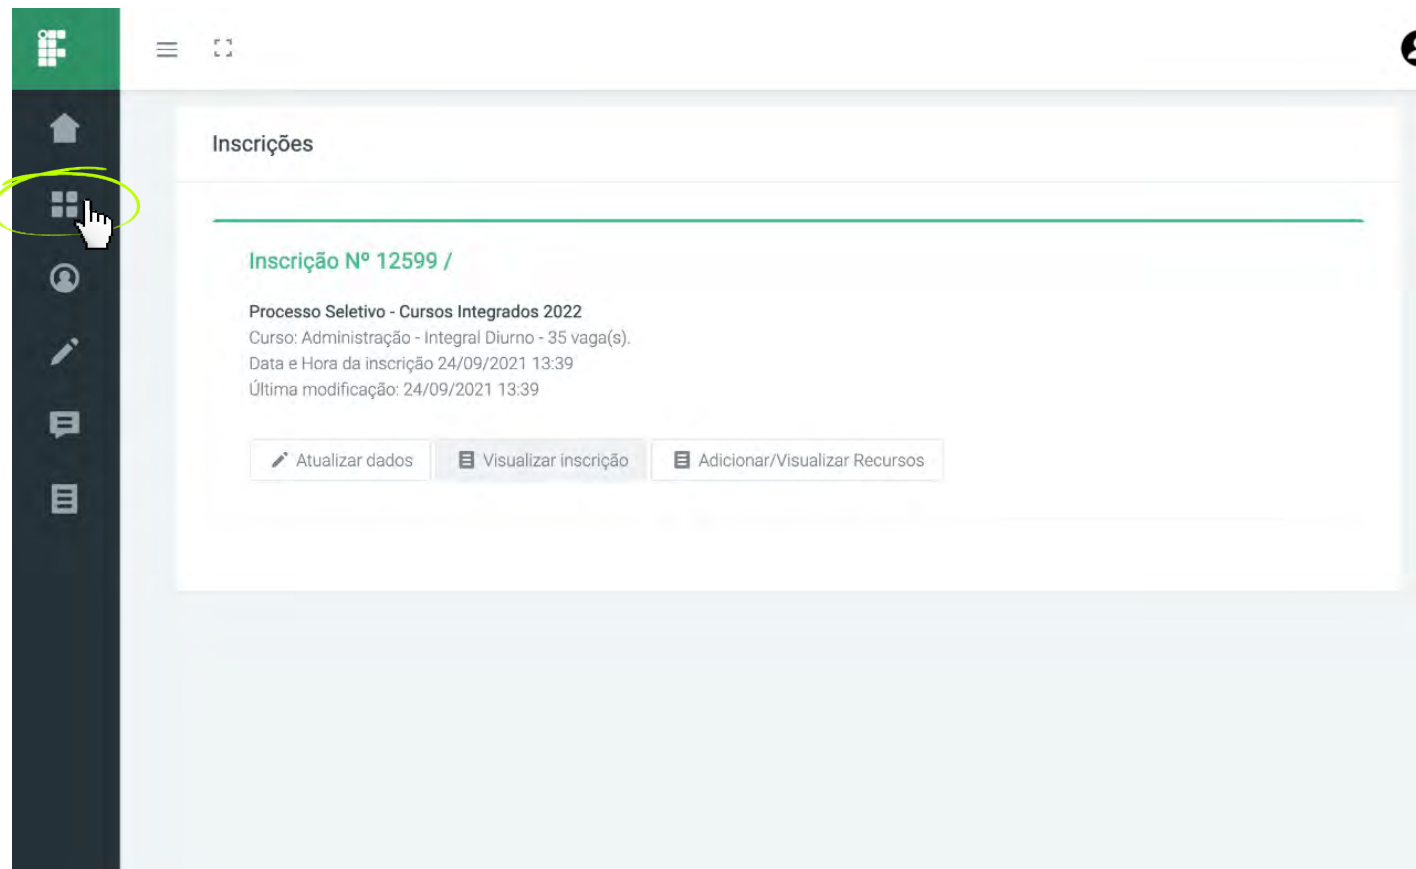 Inscrições
Inscrição Nº 12599 /
Processo Seletivo - Cursos Integrados 2022
Curso: Administração - Integral Diurno - 35 vaga(s).
Data e Hora da inscrição 24/09/2021 13:39
Última modificação: 24/09/2021 13:39
Atualizar dados
Visualizar inscrição
Adicionar/Visualizar Recursos